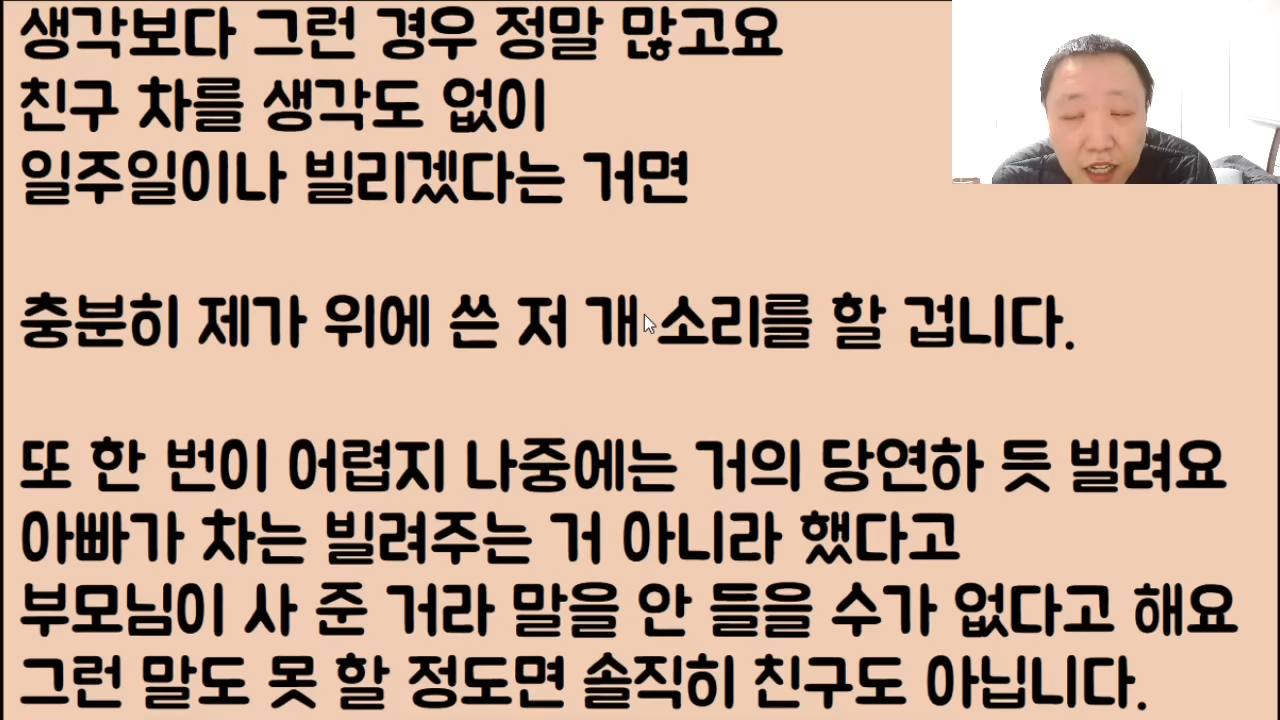 생각보다 그런 경우 정말 많고요
친구 차를 생각도 없이
일주일이나 빌리겠다는 거면
충분히 제가 위에 쓴 저 개 소리를 할 겁니다.
또 한 번이 어렵지 나중에는 거의 당연하 듯 빌려요
아빠가 차는 빌려주는 거 아니라 했다고
부모님이 사 준 거라 말을 안 들을 수가 없다고 해요
그런 말도 못 할 정도면 솔직히 친구도 아닙니다.